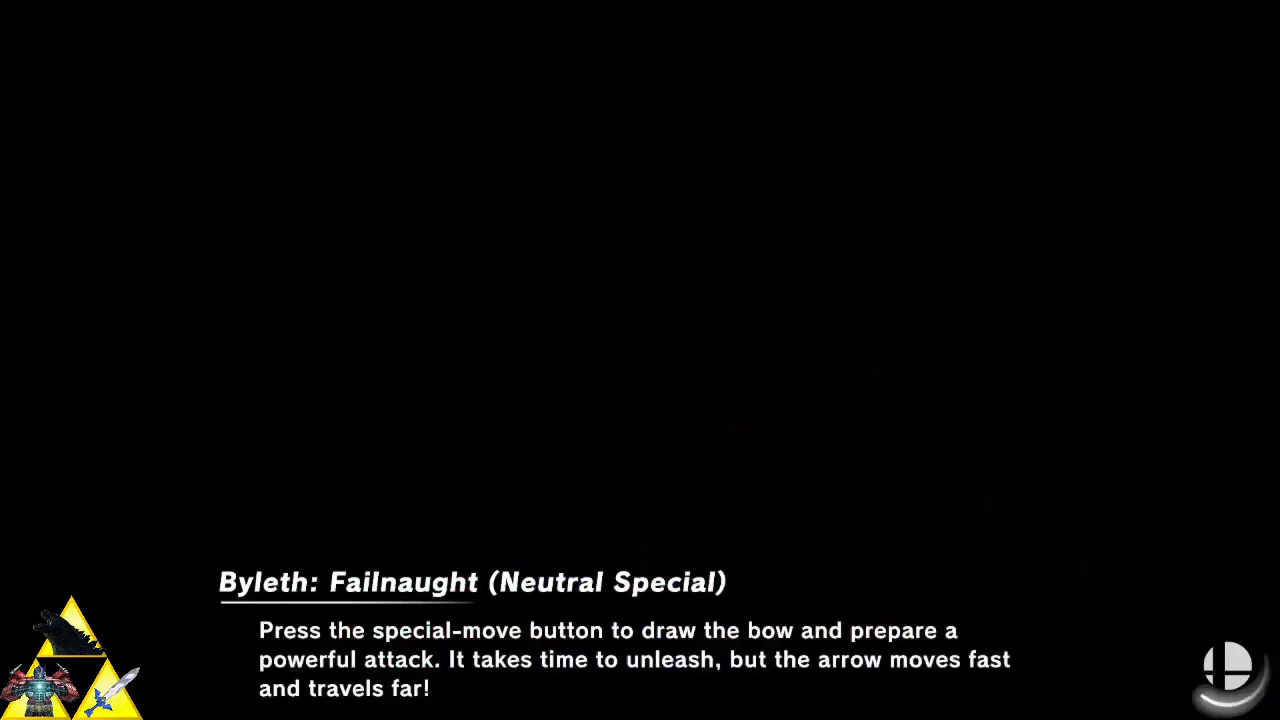 Byleth: Failnaught (Neutral Special)
Press the special-move button to draw the bow and prepare a
powerful attack. It takes time to unleash, but the arrow moves fast
and travels far!